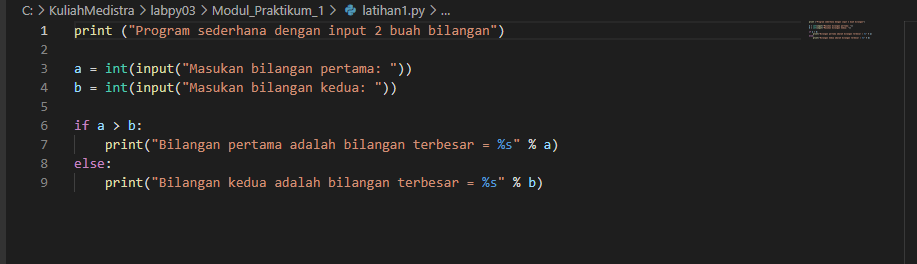 C: > KuliahMedistra > labpy03 > Modul_Praktikum_1 > latihan1.py > ...
1 print ("Program sederhana dengan input 2 buah bilangan")
2
3 a = int(input("Masukan bilangan pertama: "))
4 b = int(input("Masukan bilangan kedua: "))
5
6 if a > b:
7     print("Bilangan pertama adalah bilangan terbesar = %s" % a)
8 else:
9     print("Bilangan kedua adalah bilangan terbesar = %s" % b)